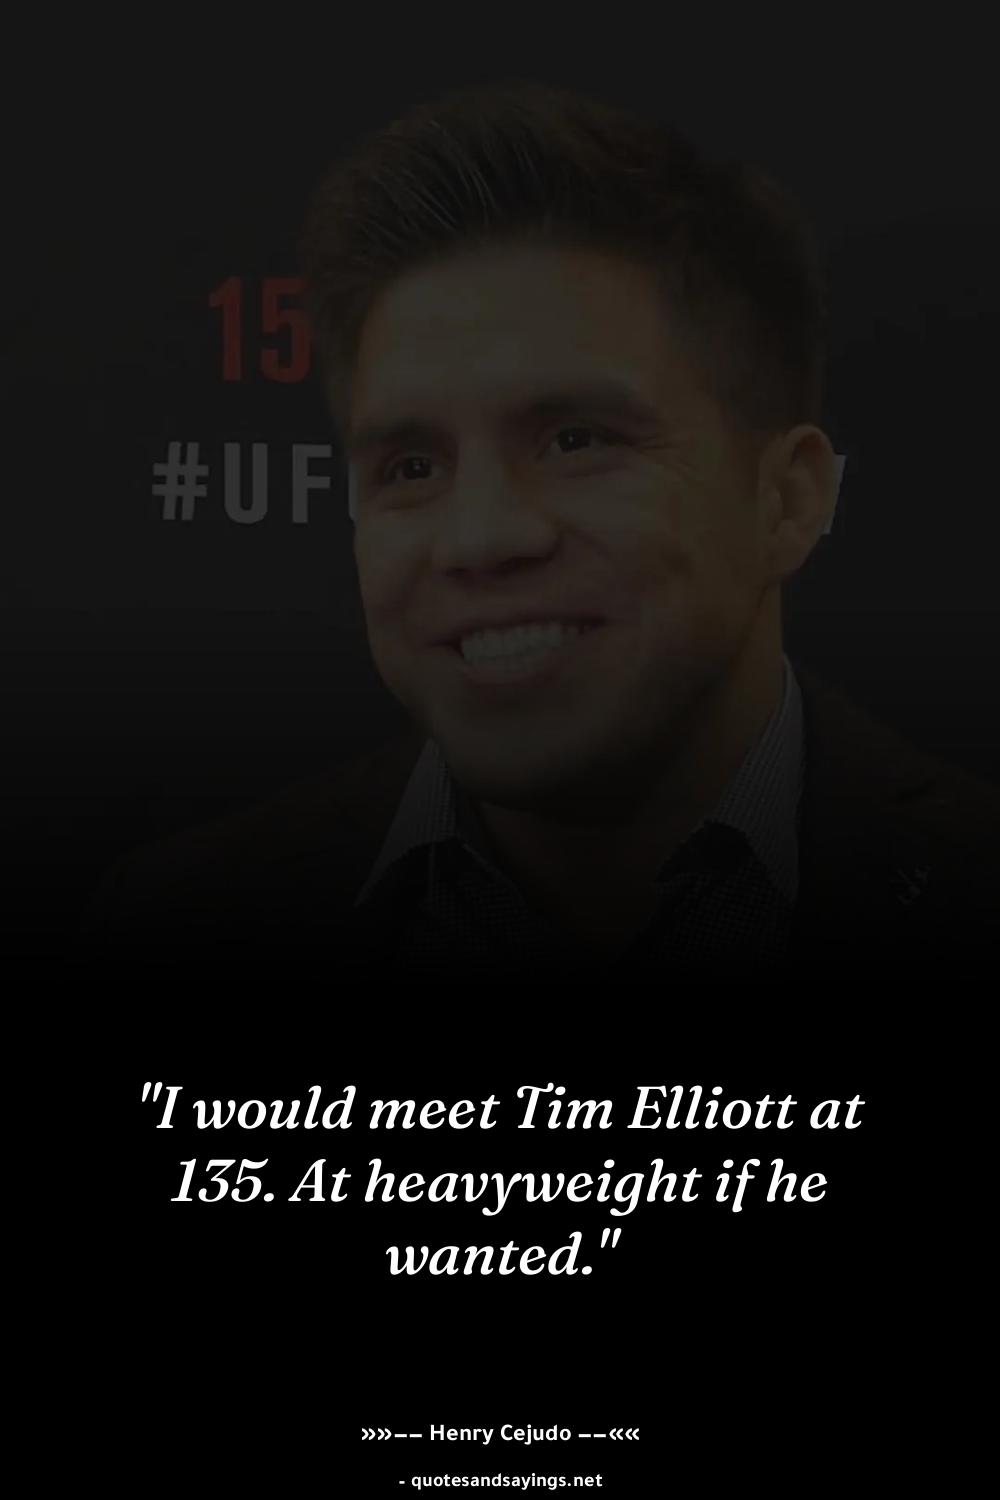 15
#UF
"I would meet Tim Elliott at
135. At heavyweight if he
wanted."
»»–– Henry Cejudo ––««
- quotesandsayings.net